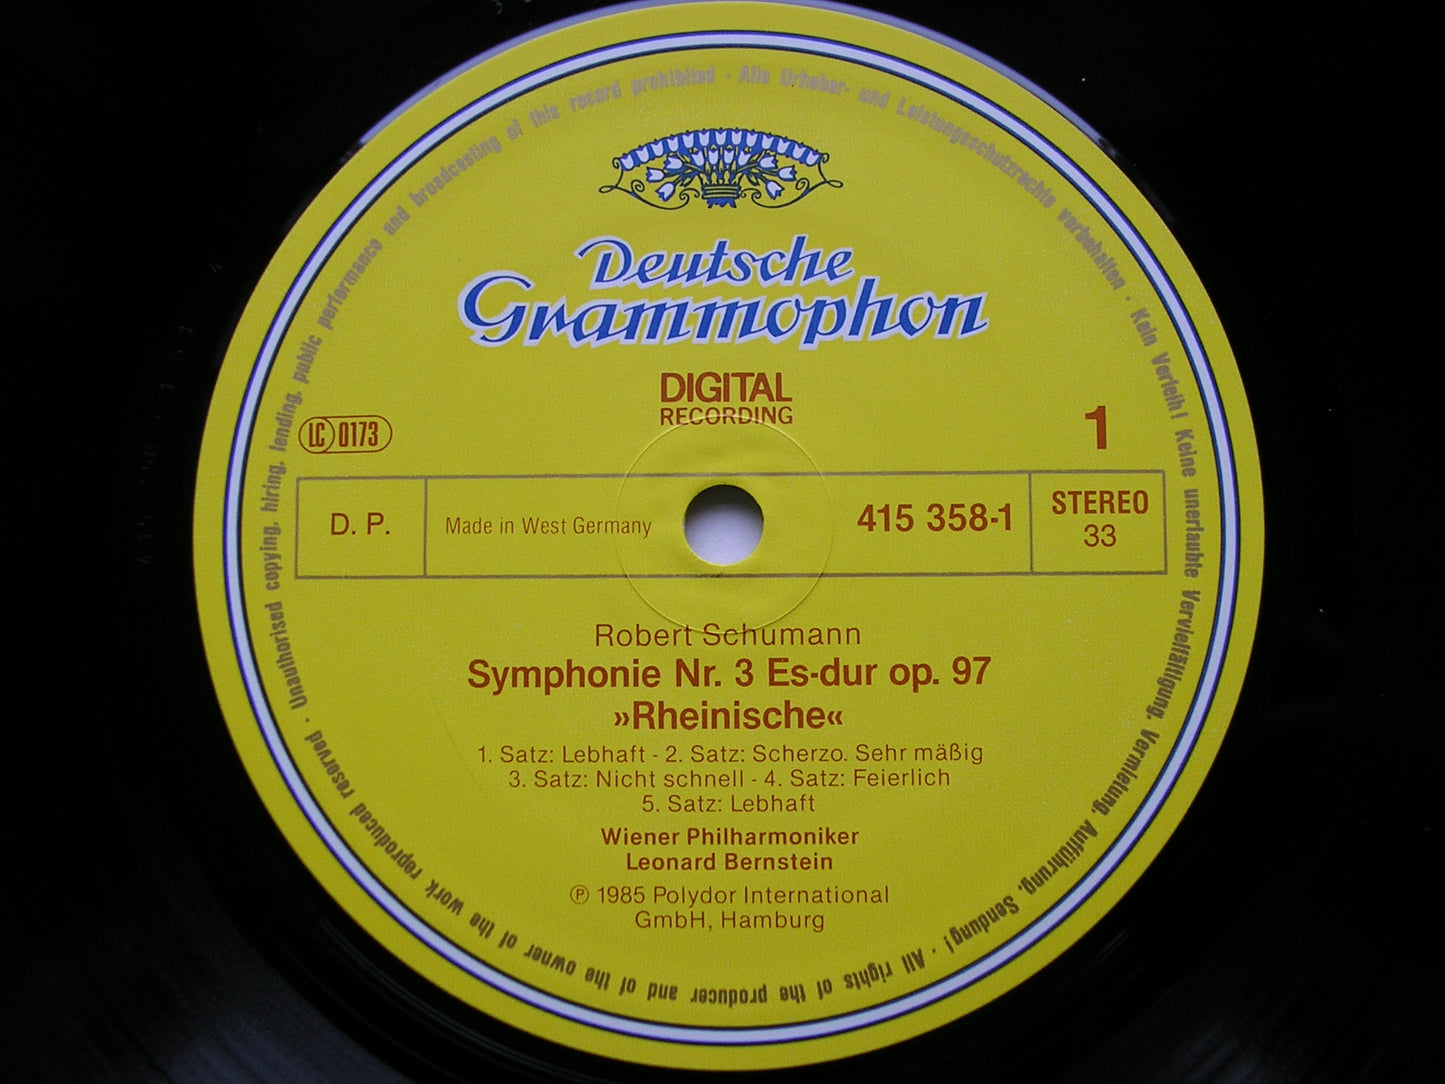 Alle Urheber- und Leistungsschutzrechte vorbehalten · Kein Verleih! Keine unerlaubte Vervielfältigung, Vermietung, Aufführung, Sendung! · All rights of the producer and of the owner of the work reproduced reserved · Unauthorised copying, hiring, lending, public performance and broadcasting of this record prohibited ·
Deutsche
Grammophon
DIGITAL
RECORDING
LC 0173
1
D. P.
Made in West Germany
415 358-1
STEREO
33
Robert Schumann
Symphonie Nr. 3 Es-dur op. 97
»Rheinische«
1. Satz: Lebhaft - 2. Satz: Scherzo. Sehr mäßig
3. Satz: Nicht schnell - 4. Satz: Feierlich
5. Satz: Lebhaft
Wiener Philharmoniker
Leonard Bernstein
℗ 1985 Polydor International
GmbH, Hamburg